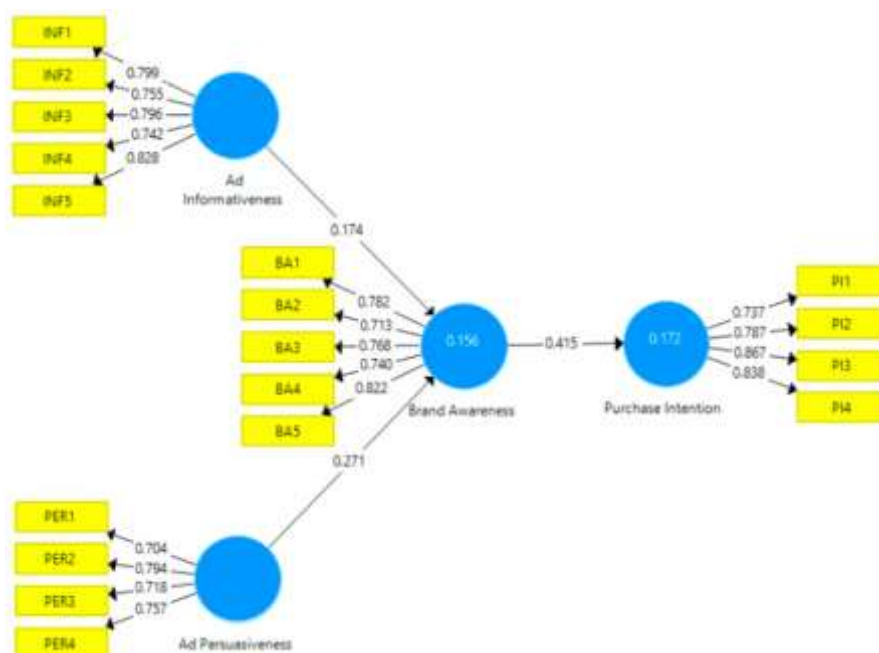 INF1
0.799
INF2
0.755
INF3
0.796
INF4
0.742
INF5
0.828
Ad
Informativeness
0.174
BA1
0.782
BA2
0.713
BA3
0.768
BA4
0.740
BA5
0.822
0.156
Brand Awareness
0.415
0.172
Purchase Intention
PI1
0.737
PI2
0.787
PI3
0.867
PI4
0.838
0.271
PER1
0.704
PER2
0.794
PER3
0.718
PER4
0.757
Ad Persuasiveness